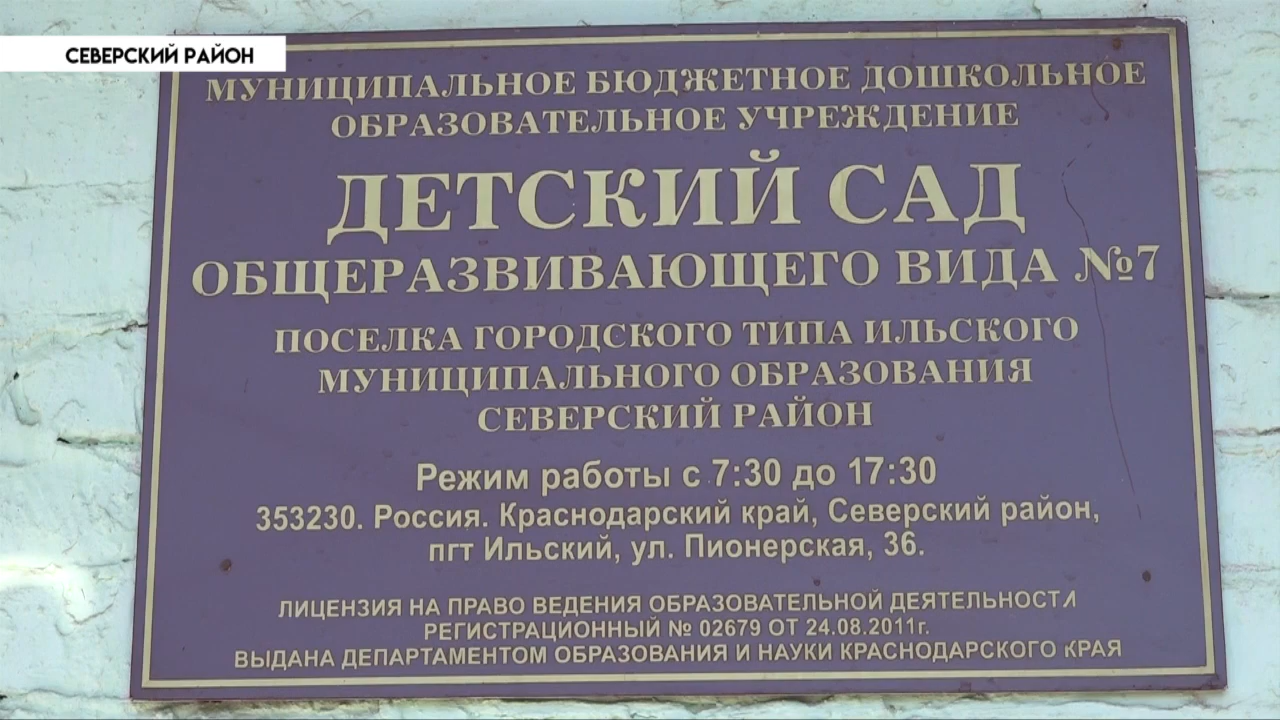 СЕВЕРСКИЙ РАЙОН
МУНИЦИПАЛЬНОЕ БЮДЖЕТНОЕ ДОШКОЛЬНОЕ
ОБРАЗОВАТЕЛЬНОЕ УЧРЕЖДЕНИЕ
ДЕТСКИЙ САД
ОБЩЕРАЗВИВАЮЩЕГО ВИДА №7
ПОСЕЛКА ГОРОДСКОГО ТИПА ИЛЬСКОГО
МУНИЦИПАЛЬНОГО ОБРАЗОВАНИЯ
СЕВЕРСКИЙ РАЙОН
Режим работы с 7:30 до 17:30
353230. Россия. Краснодарский край, Северский район,
пгт Ильский, ул. Пионерская, 36.
ЛИЦЕНЗИЯ НА ПРАВО ВЕДЕНИЯ ОБРАЗОВАТЕЛЬНОЙ ДЕЯТЕЛЬНОСТИ
РЕГИСТРАЦИОННЫЙ № 02679 ОТ 24.08.2011г.
ВЫДАНА ДЕПАРТАМЕНТОМ ОБРАЗОВАНИЯ И НАУКИ КРАСНОДАРСКОГО КРАЯ